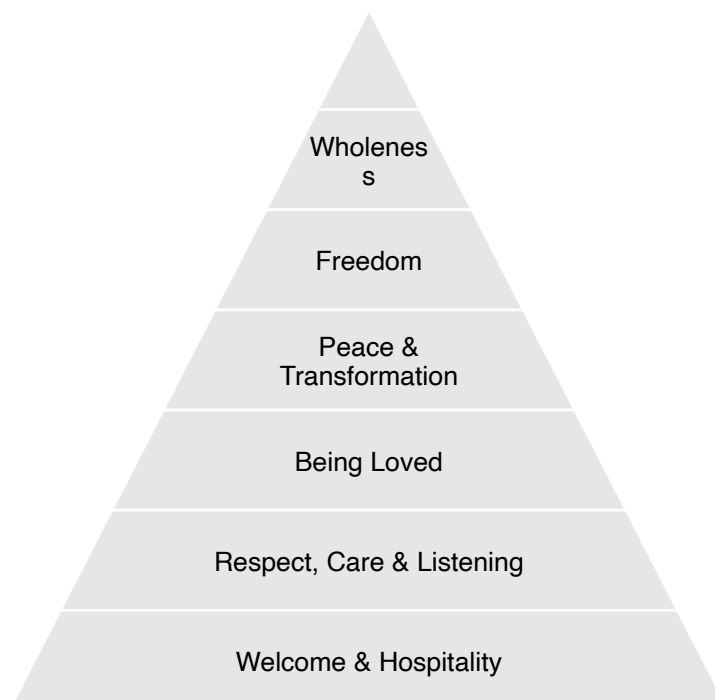 Wholenes
s
Freedom
Peace &
Transformation
Being Loved
Respect, Care & Listening
Welcome & Hospitality